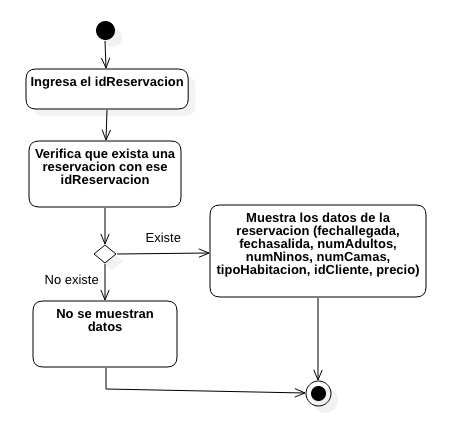 Ingresa el idReservacion
Verifica que exista una
reservacion con ese
idReservacion
Existe
Muestra los datos de la
reservacion (fechallegada,
fechasalida, numAdultos,
numNinos, numCamas,
tipoHabitacion, idCliente, precio)
No existe
No se muestran
datos